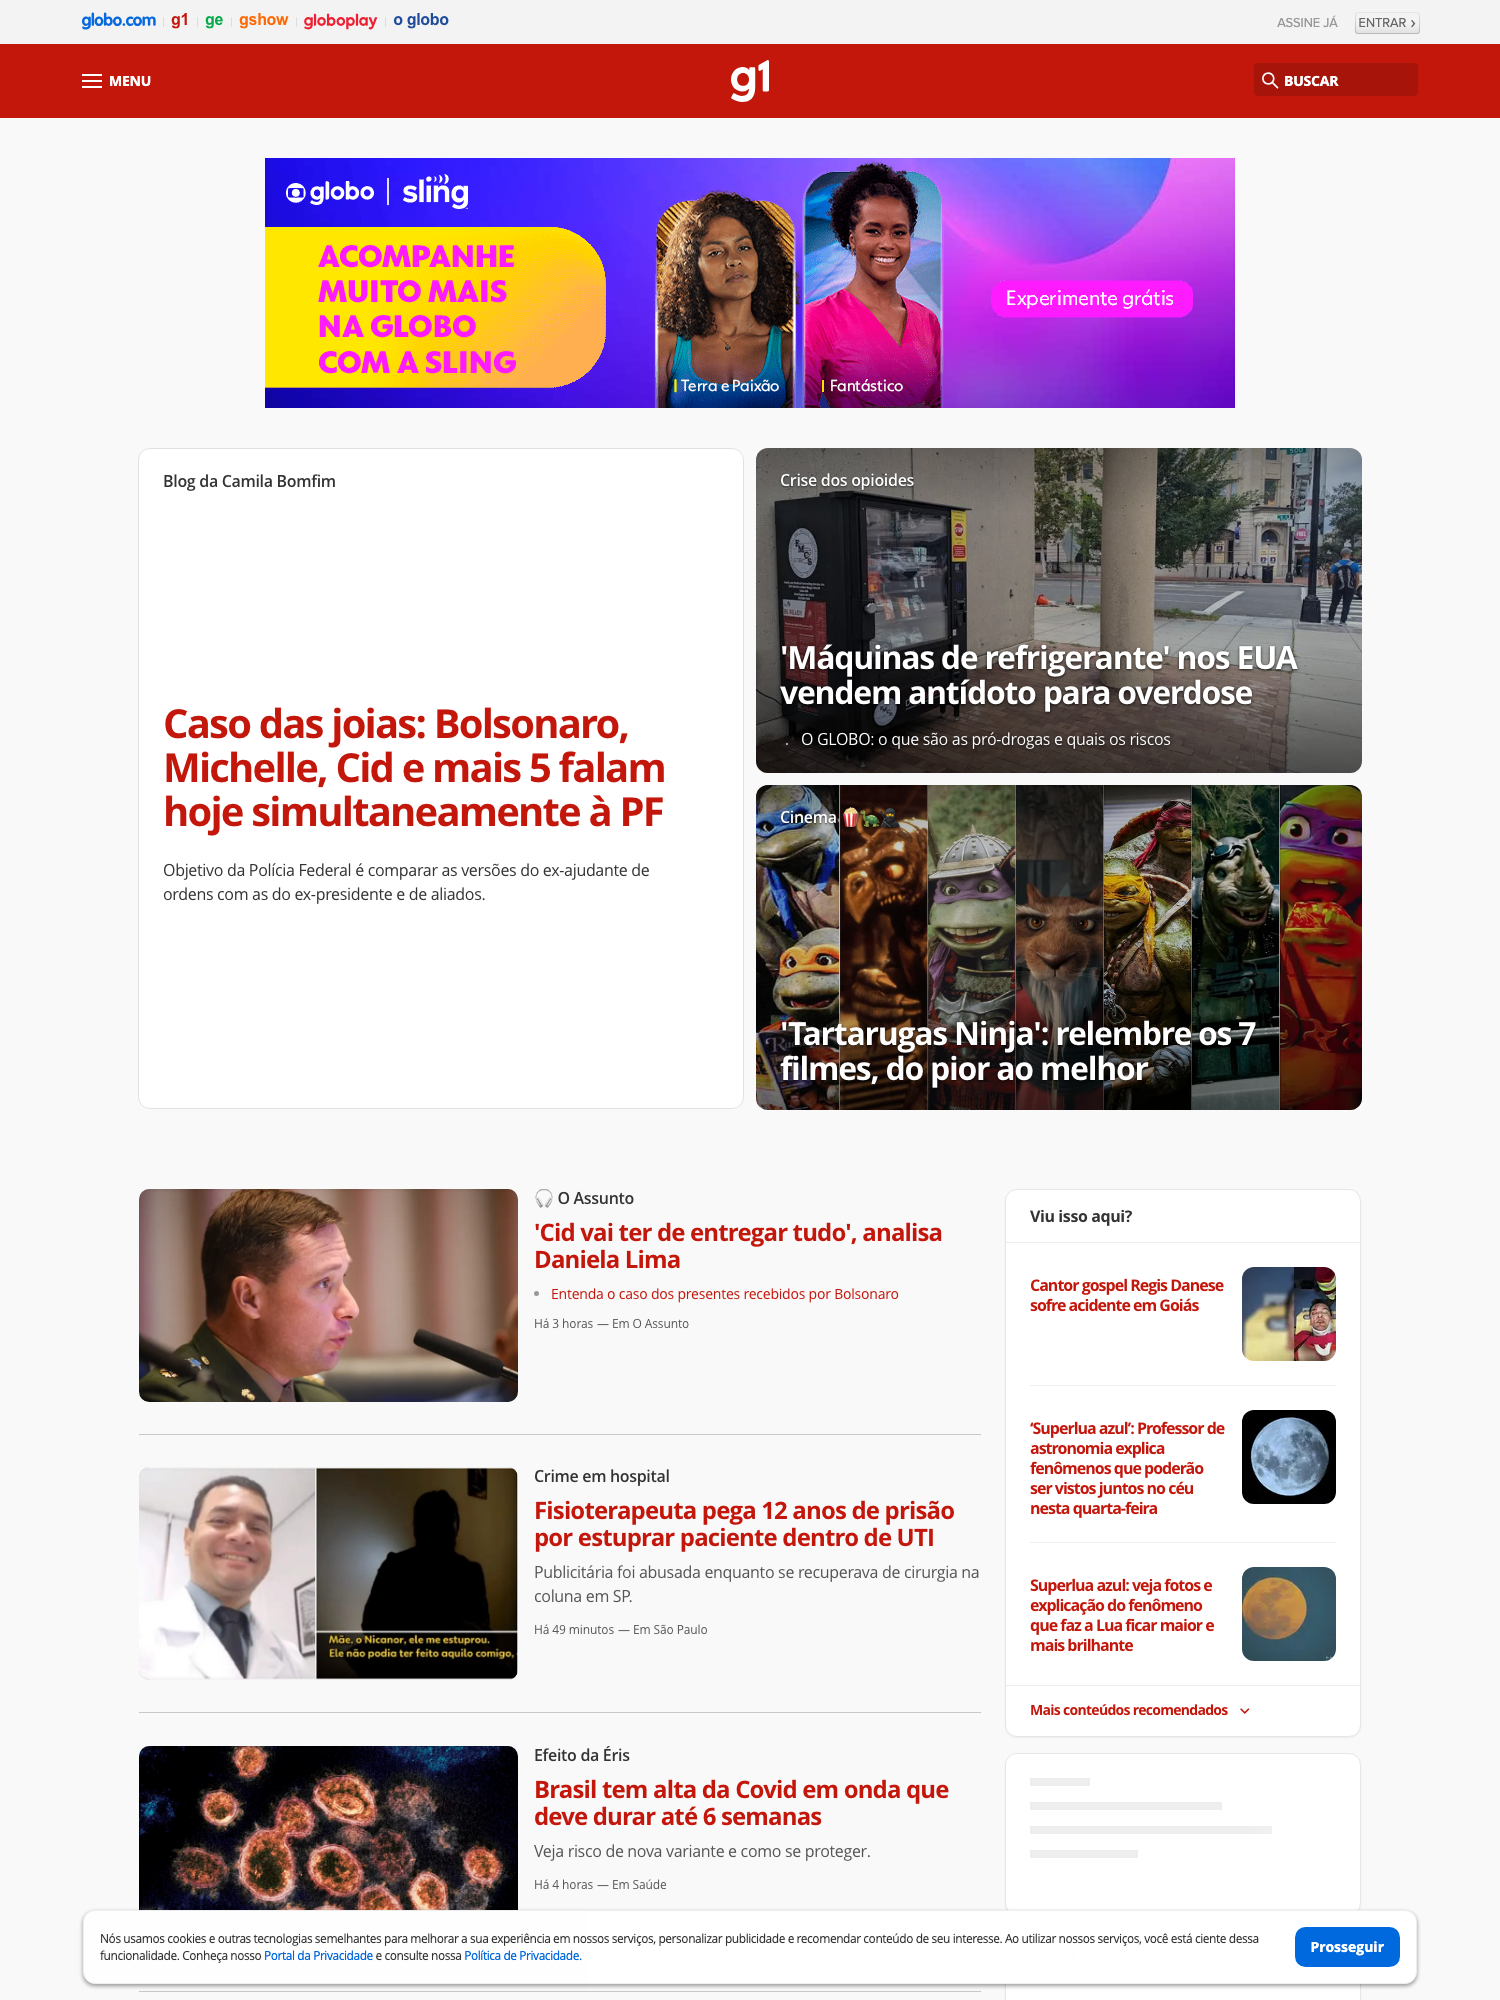 globo.com g1 ge gshow globoplay o globo
ASSINE JÁ ENTRAR ›
MENU
g1
BUSCAR
globo | sling
ACOMPANHE
MUITO MAIS
NA GLOBO
COM A SLING
Terra e Paixão
Fantástico
Experimente grátis
Blog da Camila Bomfim
Caso das joias: Bolsonaro,
Michelle, Cid e mais 5 falam
hoje simultaneamente à PF
Objetivo da Polícia Federal é comparar as versões do ex-ajudante de
ordens com as do ex-presidente e de aliados.
Crise dos opioides
'Máquinas de refrigerante' nos EUA
vendem antídoto para overdose
O GLOBO: o que são as pró-drogas e quais os riscos
Cinema 🍿🐢🥷
'Tartarugas Ninja': relembre os 7
filmes, do pior ao melhor
🎧 O Assunto
'Cid vai ter de entregar tudo', analisa
Daniela Lima
Entenda o caso dos presentes recebidos por Bolsonaro
Há 3 horas — Em O Assunto
Crime em hospital
Fisioterapeuta pega 12 anos de prisão
por estuprar paciente dentro de UTI
Publicitária foi abusada enquanto se recuperava de cirurgia na
coluna em SP.
Há 49 minutos — Em São Paulo
Mãe, o Nicanor, ele me estuprou.
Ele não podia ter feito aquilo comigo,
Efeito da Éris
Brasil tem alta da Covid em onda que
deve durar até 6 semanas
Veja risco de nova variante e como se proteger.
Há 4 horas — Em Saúde
Viu isso aqui?
Cantor gospel Regis Danese
sofre acidente em Goiás
‘Superlua azul’: Professor de
astronomia explica
fenômenos que poderão
ser vistos juntos no céu
nesta quarta-feira
Superlua azul: veja fotos e
explicação do fenômeno
que faz a Lua ficar maior e
mais brilhante
Mais conteúdos recomendados
Nós usamos cookies e outras tecnologias semelhantes para melhorar a sua experiência em nossos serviços, personalizar publicidade e recomendar conteúdo de seu interesse. Ao utilizar nossos serviços, você está ciente dessa
funcionalidade. Conheça nosso Portal da Privacidade e consulte nossa Política de Privacidade.
Prosseguir